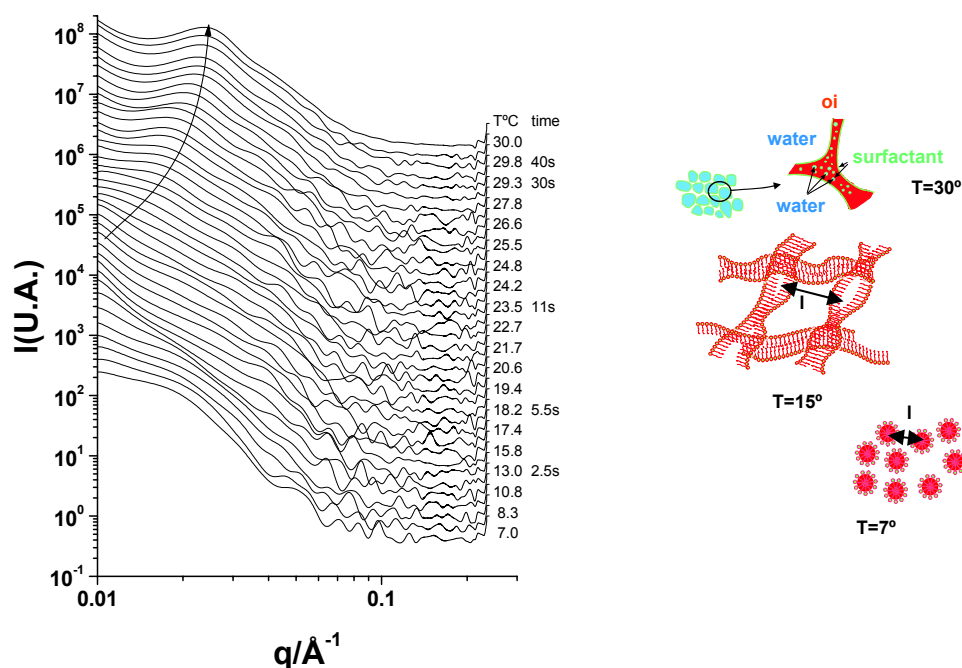 10⁸
10⁷
10⁶
10⁵
10⁴
10³
10²
10¹
10⁰
10⁻¹
I(U.A.)
0.01
0.1
q/Å⁻¹
TºC time
30.0
29.8 40s
29.3 30s
27.8
26.6
25.5
24.8
24.2
23.5 11s
22.7
21.7
20.6
19.4
18.2 5.5s
17.4
15.8
13.0 2.5s
10.8
8.3
7.0
oi
water
surfactant
water
T=30º
l
T=15º
l
T=7º